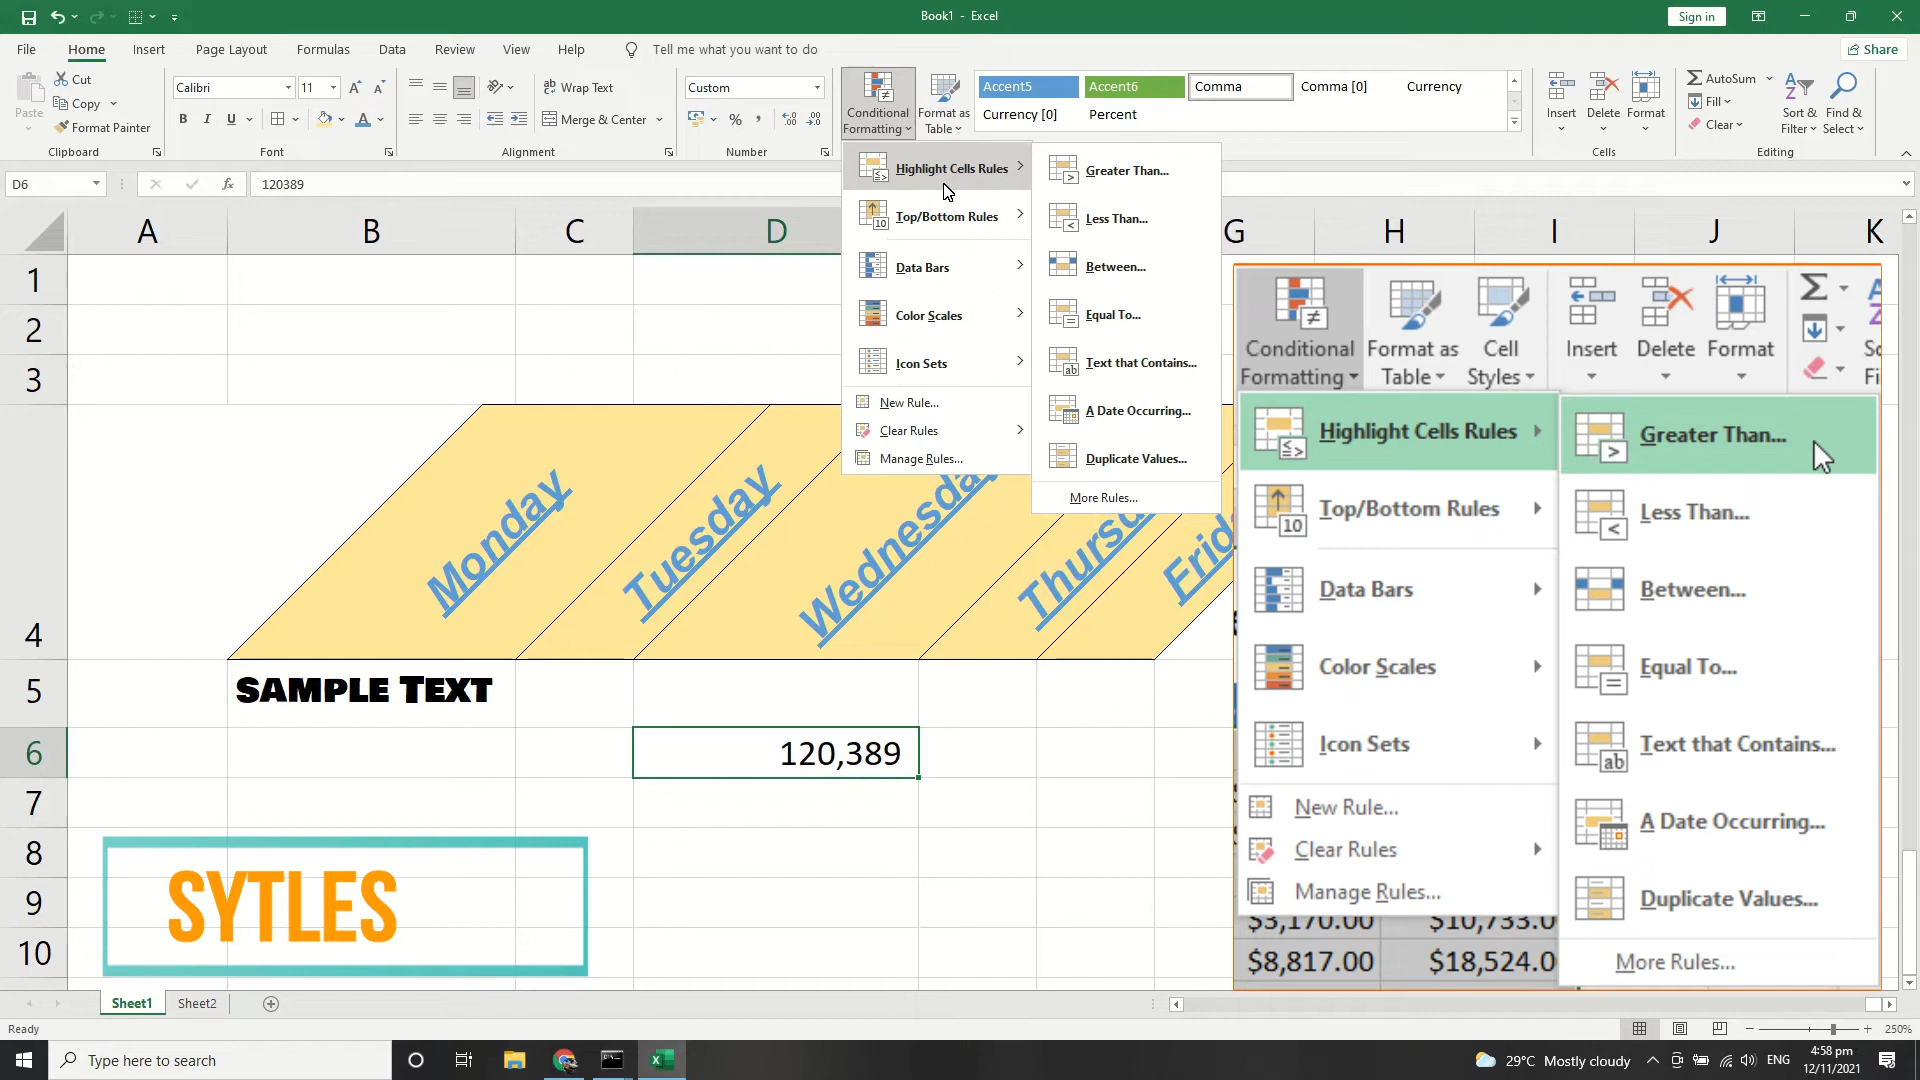 Book1 - Excel
Sign in
File Home Insert Page Layout Formulas Data Review View Help Tell me what you want to do Share
Paste
Cut
Copy
Format Painter
Clipboard
Calibri 11
B I U
Font
Wrap Text
Merge & Center
Alignment
Custom
Number
Conditional Formatting
Format as Table
Accent5 Accent6 Comma Comma [0] Currency
Currency [0] Percent
Insert Delete Format
Cells
AutoSum
Fill
Clear
Sort & Filter
Find & Select
Editing
D6 fx 120389
A B C D G H I J K
1
2
3
4
5
6
7
8
9
10
Highlight Cells Rules
Top/Bottom Rules
Data Bars
Color Scales
Icon Sets
New Rule...
Clear Rules
Manage Rules...
Greater Than...
Less Than...
Between...
Equal To...
Text that Contains...
A Date Occurring...
Duplicate Values...
More Rules...
Monday Tuesday Wednesday
SAMPLE TEXT
120,389
SYTLES
Conditional Formatting
Format as Table
Cell Styles
Insert Delete Format
Highlight Cells Rules
Top/Bottom Rules
Data Bars
Color Scales
Icon Sets
New Rule...
Clear Rules
Manage Rules...
Greater Than...
Less Than...
Between...
Equal To...
Text that Contains...
A Date Occurring...
Duplicate Values...
More Rules...
$3,170.00 $10,733.0
$8,817.00 $18,524.0
Sheet1 Sheet2
Ready
250%
Type here to search
29°C Mostly cloudy
ENG
4:58 pm
12/11/2021